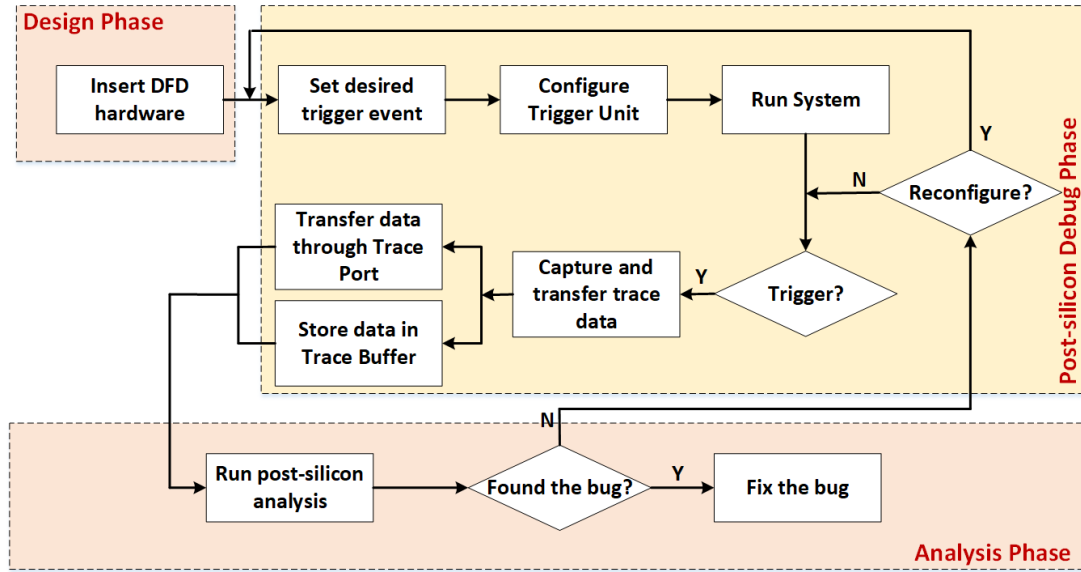 Design Phase
Insert DFD
hardware
Set desired
trigger event
Configure
Trigger Unit
Run System
Y
Reconfigure?
N
Post-silicon Debug Phase
Transfer data
through Trace
Port
Store data in
Trace Buffer
Capture and
transfer trace
data
Y
Trigger?
N
Run post-silicon
analysis
Found the bug?
Y
Fix the bug
Analysis Phase